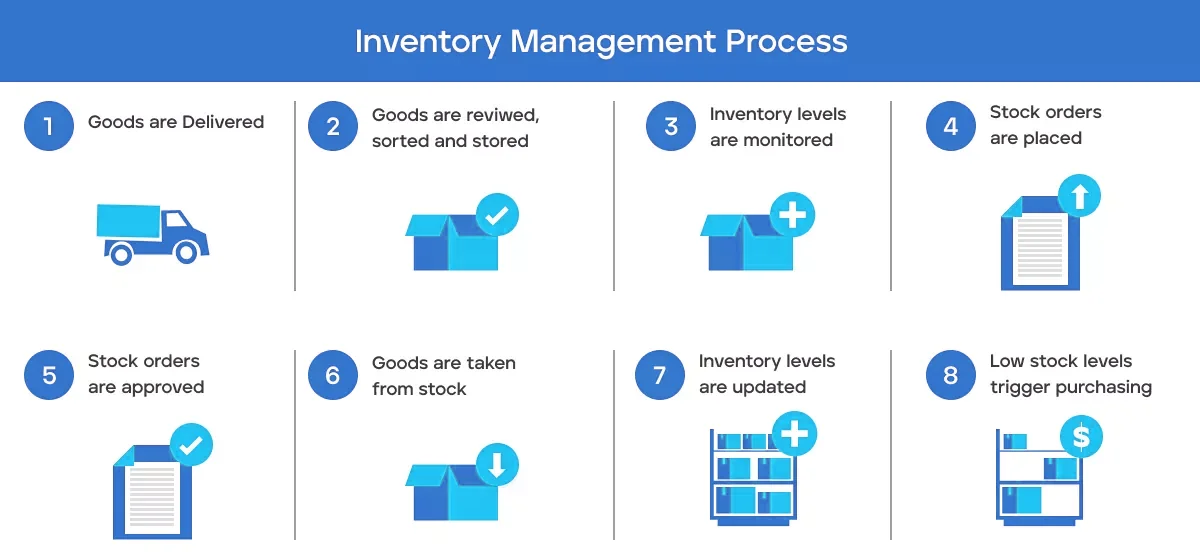 Inventory Management Process
1
Goods are Delivered
2
Goods are reviwed,
sorted and stored
3
Inventory levels
are monitored
4
Stock orders
are placed
5
Stock orders
are approved
6
Goods are taken
from stock
7
Inventory levels
are updated
8
Low stock levels
trigger purchasing
$